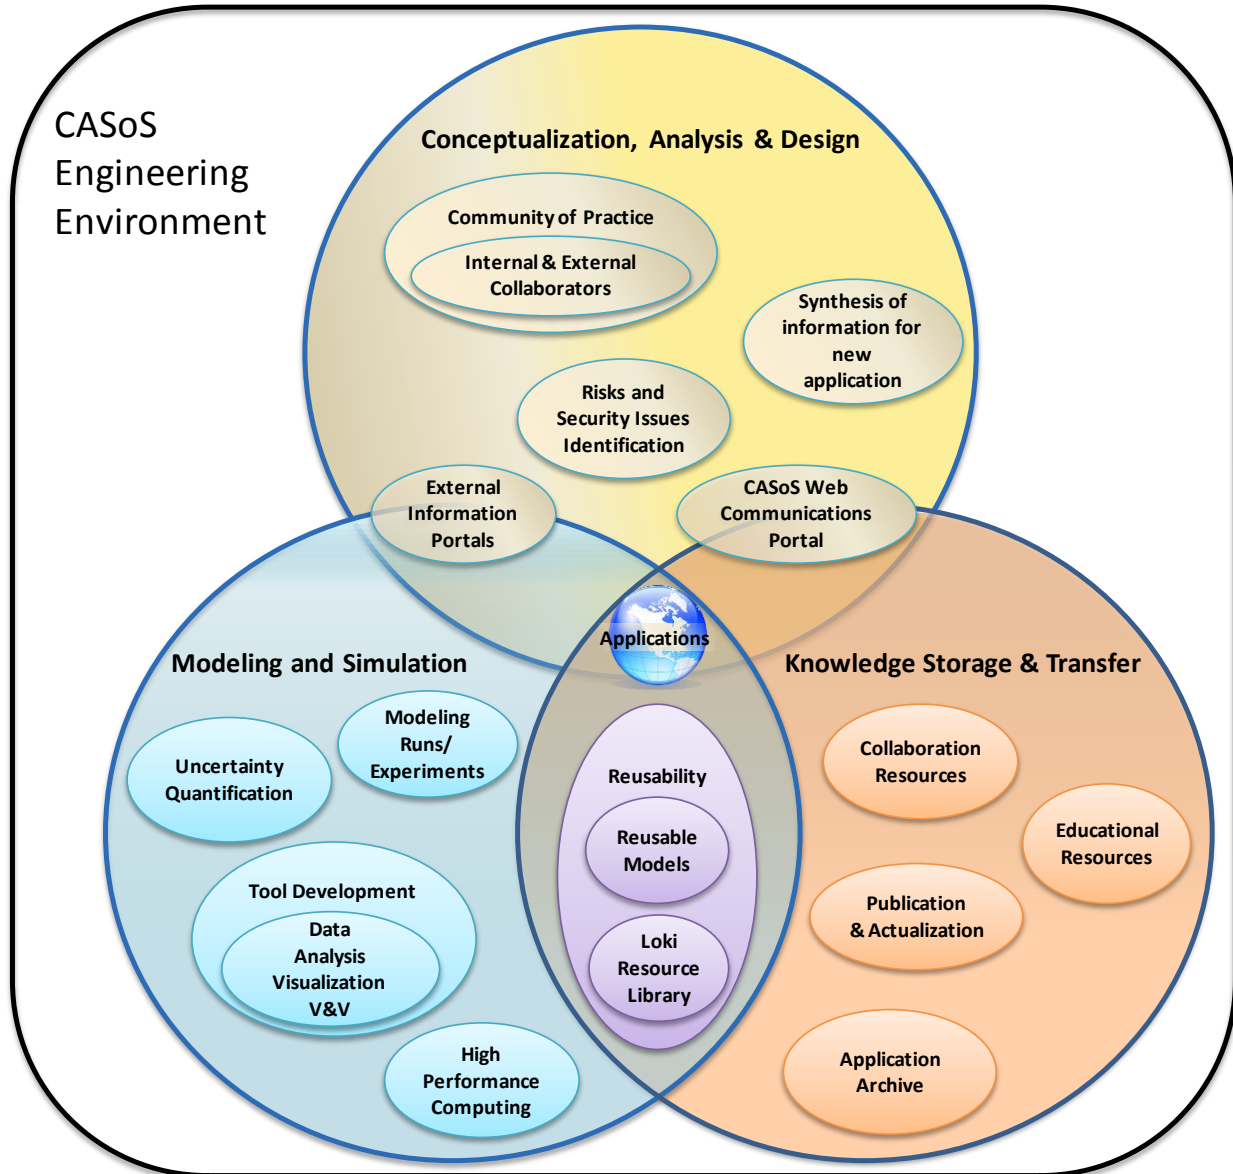 CASoS
Engineering
Environment
Conceptualization, Analysis & Design
Community of Practice
Internal & External
Collaborators
Synthesis of
information for
new
application
Risks and
Security Issues
Identification
External
Information
Portals
CASoS Web
Communications
Portal
Applications
Modeling and Simulation
Knowledge Storage & Transfer
Modeling
Runs/
Experiments
Uncertainty
Quantification
Tool Development
Data
Analysis
Visualization
V&V
High
Performance
Computing
Reusability
Reusable
Models
Loki
Resource
Library
Collaboration
Resources
Educational
Resources
Publication
& Actualization
Application
Archive